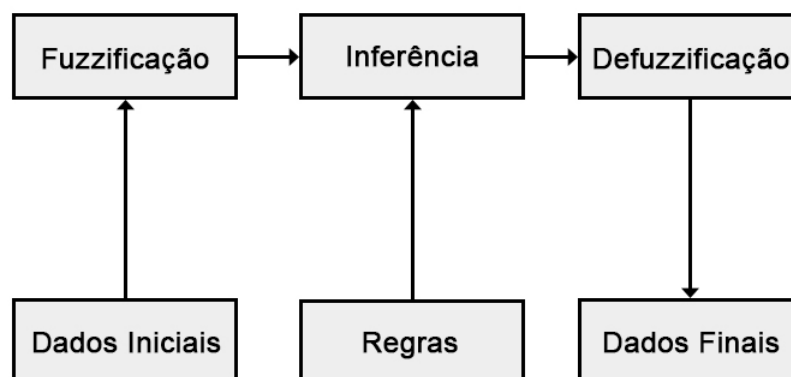 Fuzzificação
Inferência
Defuzzificação
Dados Iniciais
Regras
Dados Finais